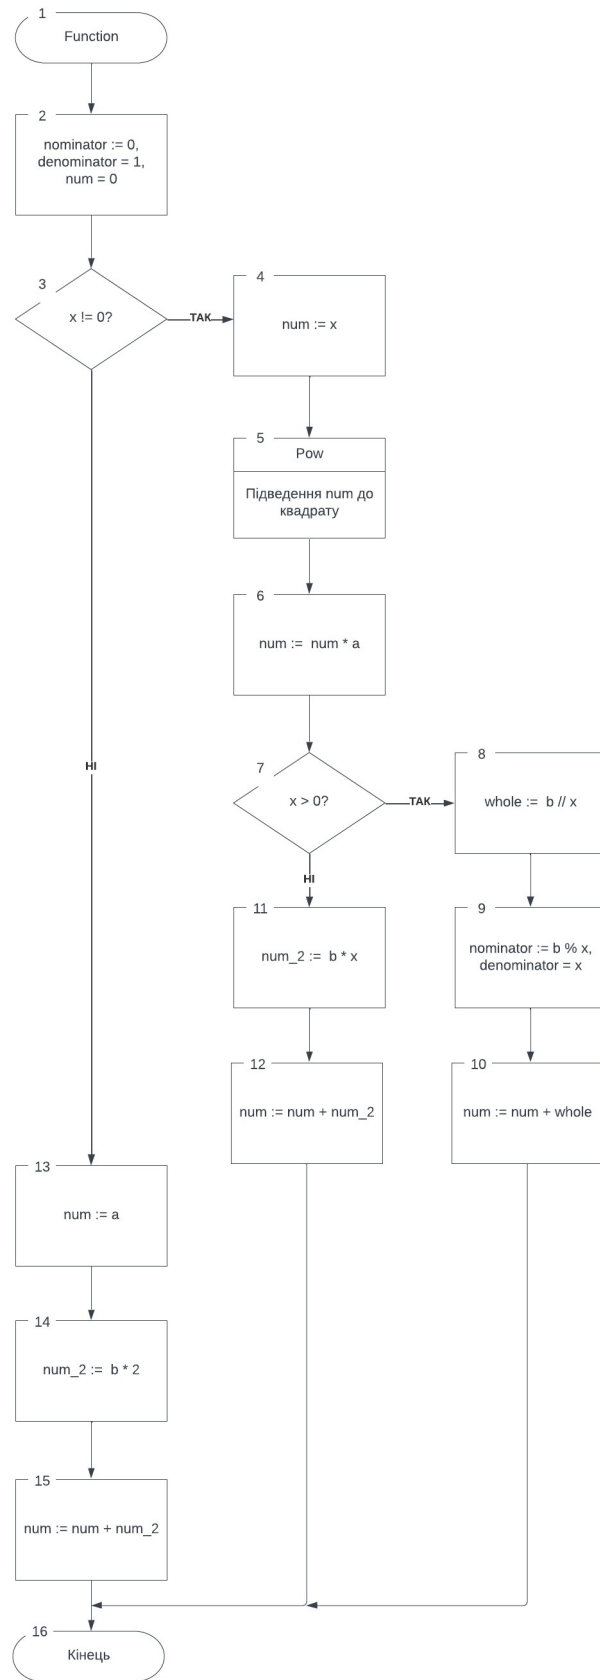 1
Function
2
nominator := 0,
denominator = 1,
num = 0
3
x != 0?
ТАК
4
num := x
5
Pow
Підведення num до
квадрату
6
num := num * a
7
x > 0?
ТАК
8
whole := b // x
НІ
НІ
11
num_2 := b * x
9
nominator := b % x,
denominator = x
12
num := num + num_2
10
num := num + whole
13
num := a
14
num_2 := b * 2
15
num := num + num_2
16
Кінець